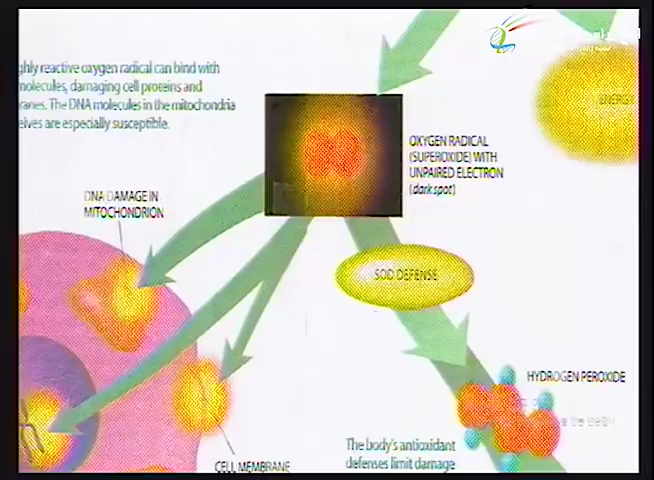 ghly reactive oxygen radical can bind with
molecules, damaging cell proteins and
ranes. The DNA molecules in the mitochondria
elves are especially susceptible.
OXYGEN RADICAL
(SUPEROXIDE) WITH
UNPAIRED ELECTRON
(dark spot)
ENERGY
DNA DAMAGE IN
MITOCHONDRION
SOD DEFENSE
HYDROGEN PEROXIDE
The body's antioxidant
defenses limit damage
CELL MEMBRANE